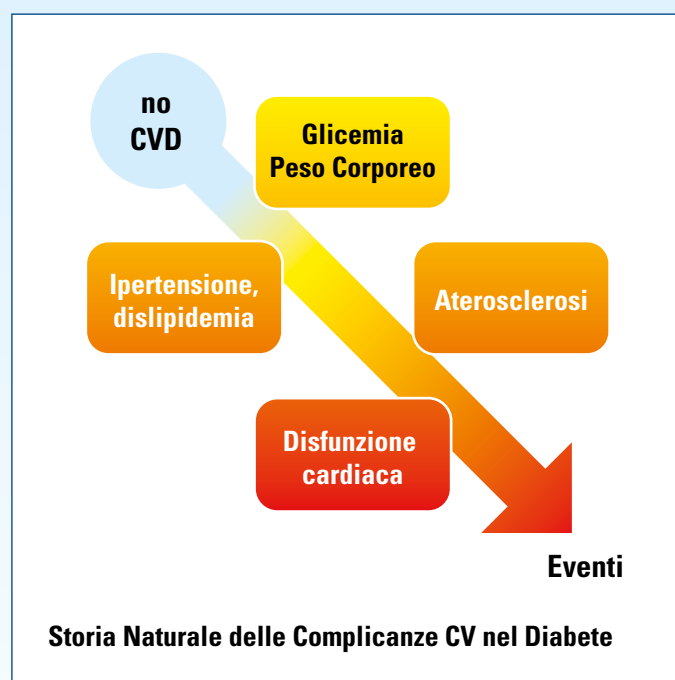 no
CVD
Glicemia
Peso Corporeo
Ipertensione,
dislipidemia
Aterosclerosi
Disfunzione
cardiaca
Eventi
Storia Naturale delle Complicanze CV nel Diabete